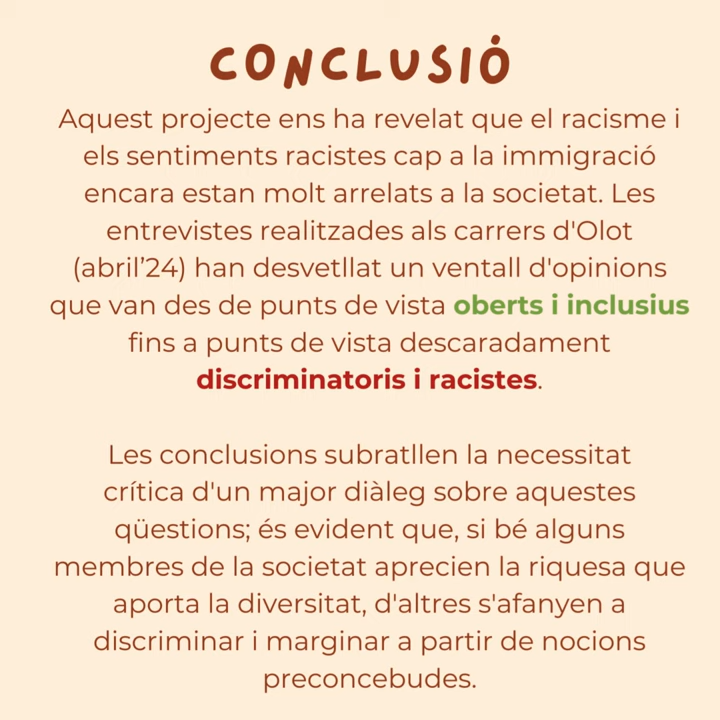 CONCLUSIÓ
Aquest projecte ens ha revelat que el racisme i
els sentiments racistes cap a la immigració
encara estan molt arrelats a la societat. Les
entrevistes realitzades als carrers d'Olot
(abril’24) han desvetllat un ventall d'opinions
que van des de punts de vista oberts i inclusius
fins a punts de vista descaradament
discriminatoris i racistes.
Les conclusions subratllen la necessitat
crítica d'un major diàleg sobre aquestes
qüestions; és evident que, si bé alguns
membres de la societat aprecien la riquesa que
aporta la diversitat, d'altres s'afanyen a
discriminar i marginar a partir de nocions
preconcebudes.